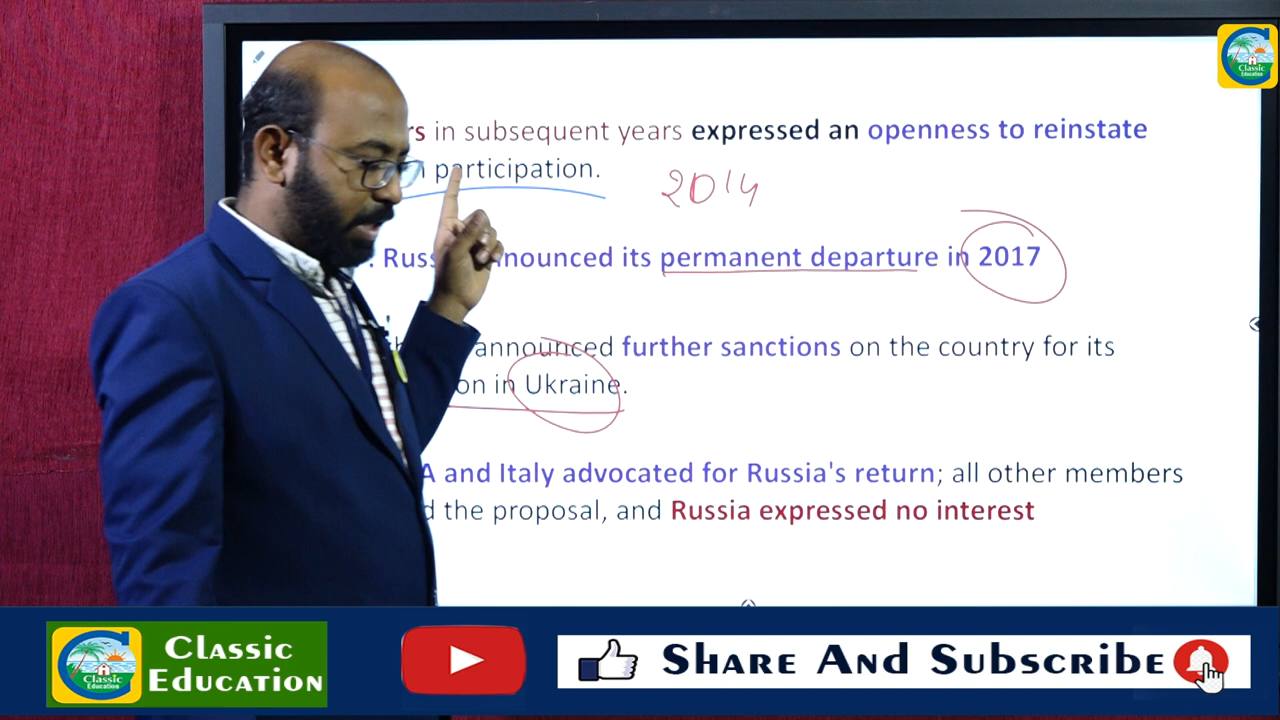 Classic
Education
in subsequent years expressed an openness to reinstate
participation.
2014
announced its permanent departure in 2017
announced further sanctions on the country for its
in Ukraine.
and Italy advocated for Russia's return; all other members
the proposal, and Russia expressed no interest
Classic
Education
Classic
Education
Share And Subscribe